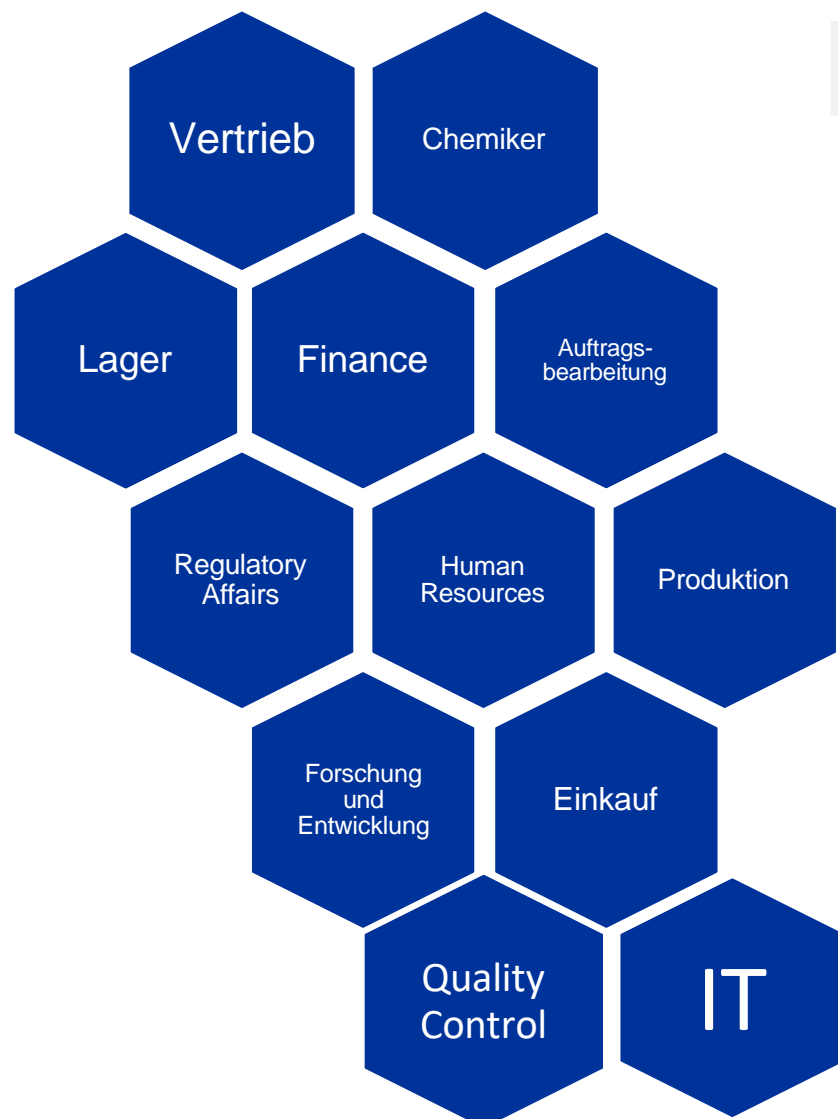 Vertrieb
Chemiker
Lager
Finance
Auftrags-
bearbeitung
Regulatory
Affairs
Human
Resources
Produktion
Forschung
und
Entwicklung
Einkauf
Quality
Control
IT